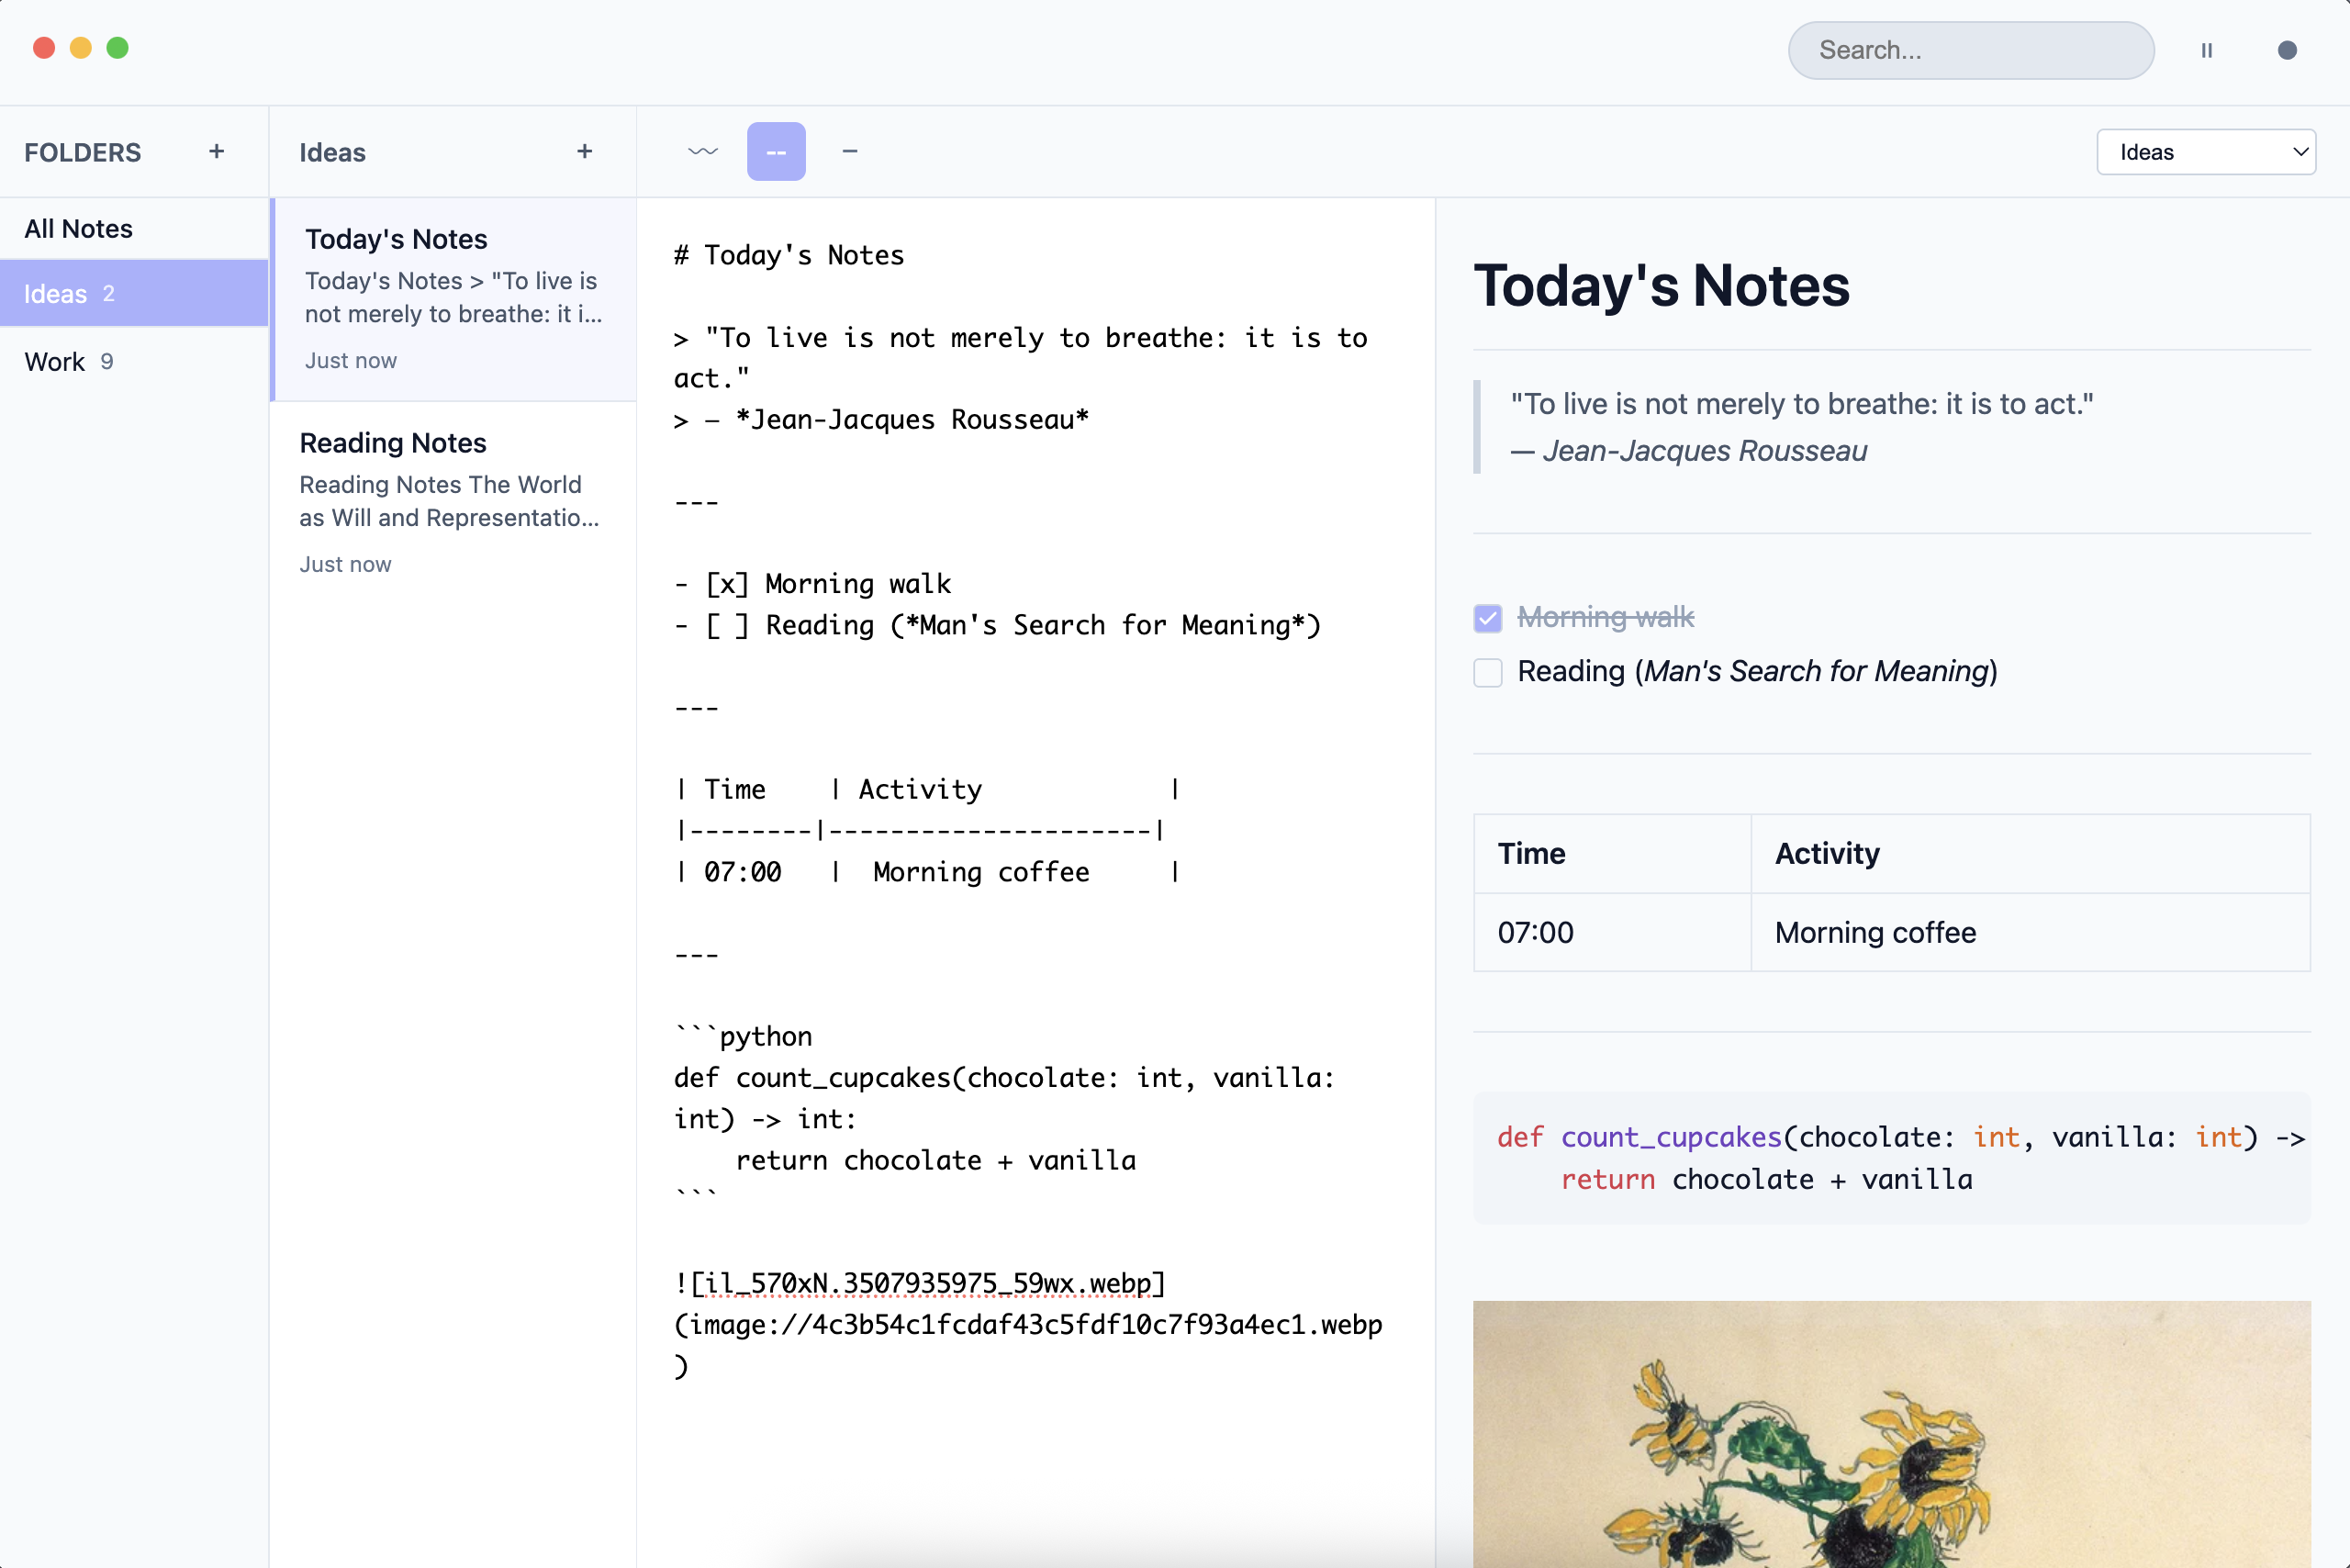 Search...
FOLDERS +
Ideas +
-- –
Ideas
All Notes
Ideas 2
Work 9
Today's Notes
Today's Notes > "To live is
not merely to breathe: it i...
Just now
Reading Notes
Reading Notes The World
as Will and Representatio...
Just now
# Today's Notes
> "To live is not merely to breathe: it is to
act."
> — *Jean-Jacques Rousseau*
---
- [x] Morning walk
- [ ] Reading (*Man's Search for Meaning*)
---
| Time    | Activity            |
|--------|---------------------|
| 07:00   |  Morning coffee     |
---
```python
def count_cupcakes(chocolate: int, vanilla:
int) -> int:
    return chocolate + vanilla
```
![il_570xN.3507935975_59wx.webp]
(image://4c3b54c1fcdaf43c5fdf10c7f93a4ec1.webp
)
Today's Notes
"To live is not merely to breathe: it is to act."
— Jean-Jacques Rousseau
Morning walk
Reading (Man's Search for Meaning)
Time Activity
07:00 Morning coffee
def count_cupcakes(chocolate: int, vanilla: int) ->
    return chocolate + vanilla